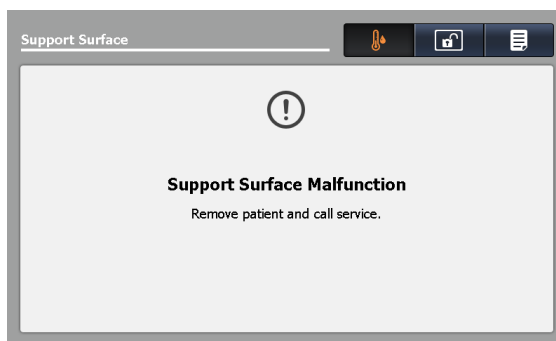 Support Surface
Support Surface Malfunction
Remove patient and call service.